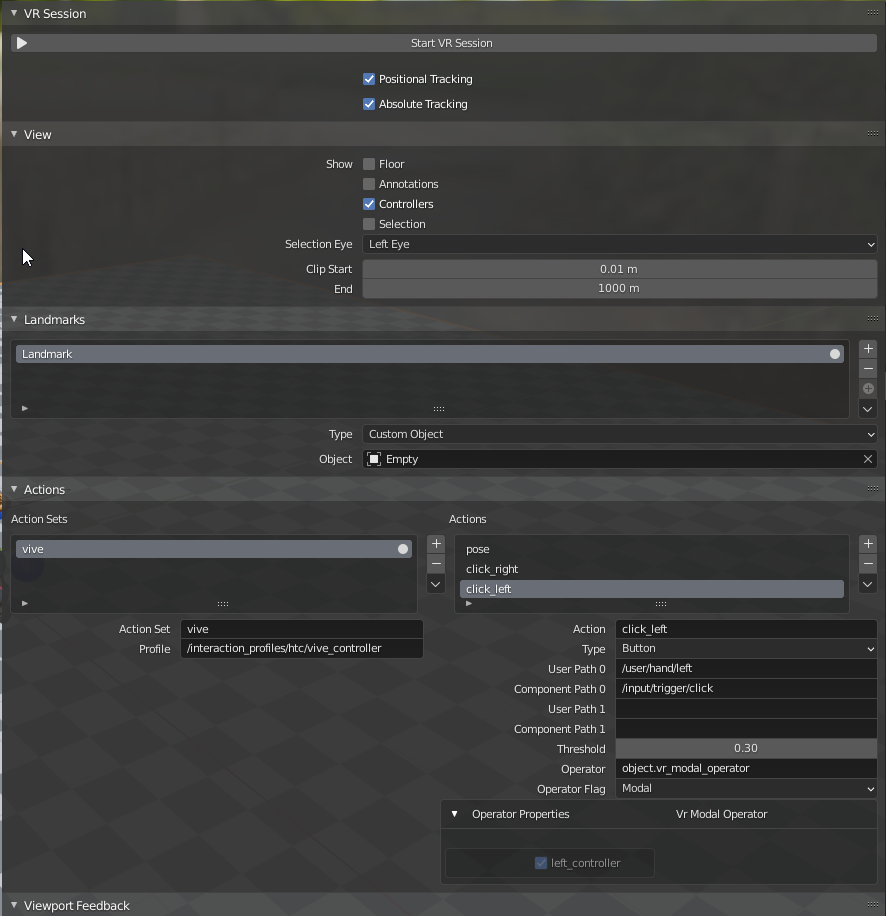 VR Session
Start VR Session
Positional Tracking
Absolute Tracking
View
Show Floor
Annotations
Controllers
Selection
Selection Eye Left Eye
Clip Start 0.01 m
End 1000 m
Landmarks
Landmark
Type Custom Object
Object Empty
Actions
Action Sets
vive
Action Set vive
Profile /interaction_profiles/htc/vive_controller
Actions
pose
click_right
click_left
Action click_left
Type Button
User Path 0 /user/hand/left
Component Path 0 /input/trigger/click
User Path 1
Component Path 1
Threshold 0.30
Operator object.vr_modal_operator
Operator Flag Modal
Operator Properties Vr Modal Operator
left_controller
Viewport Feedback